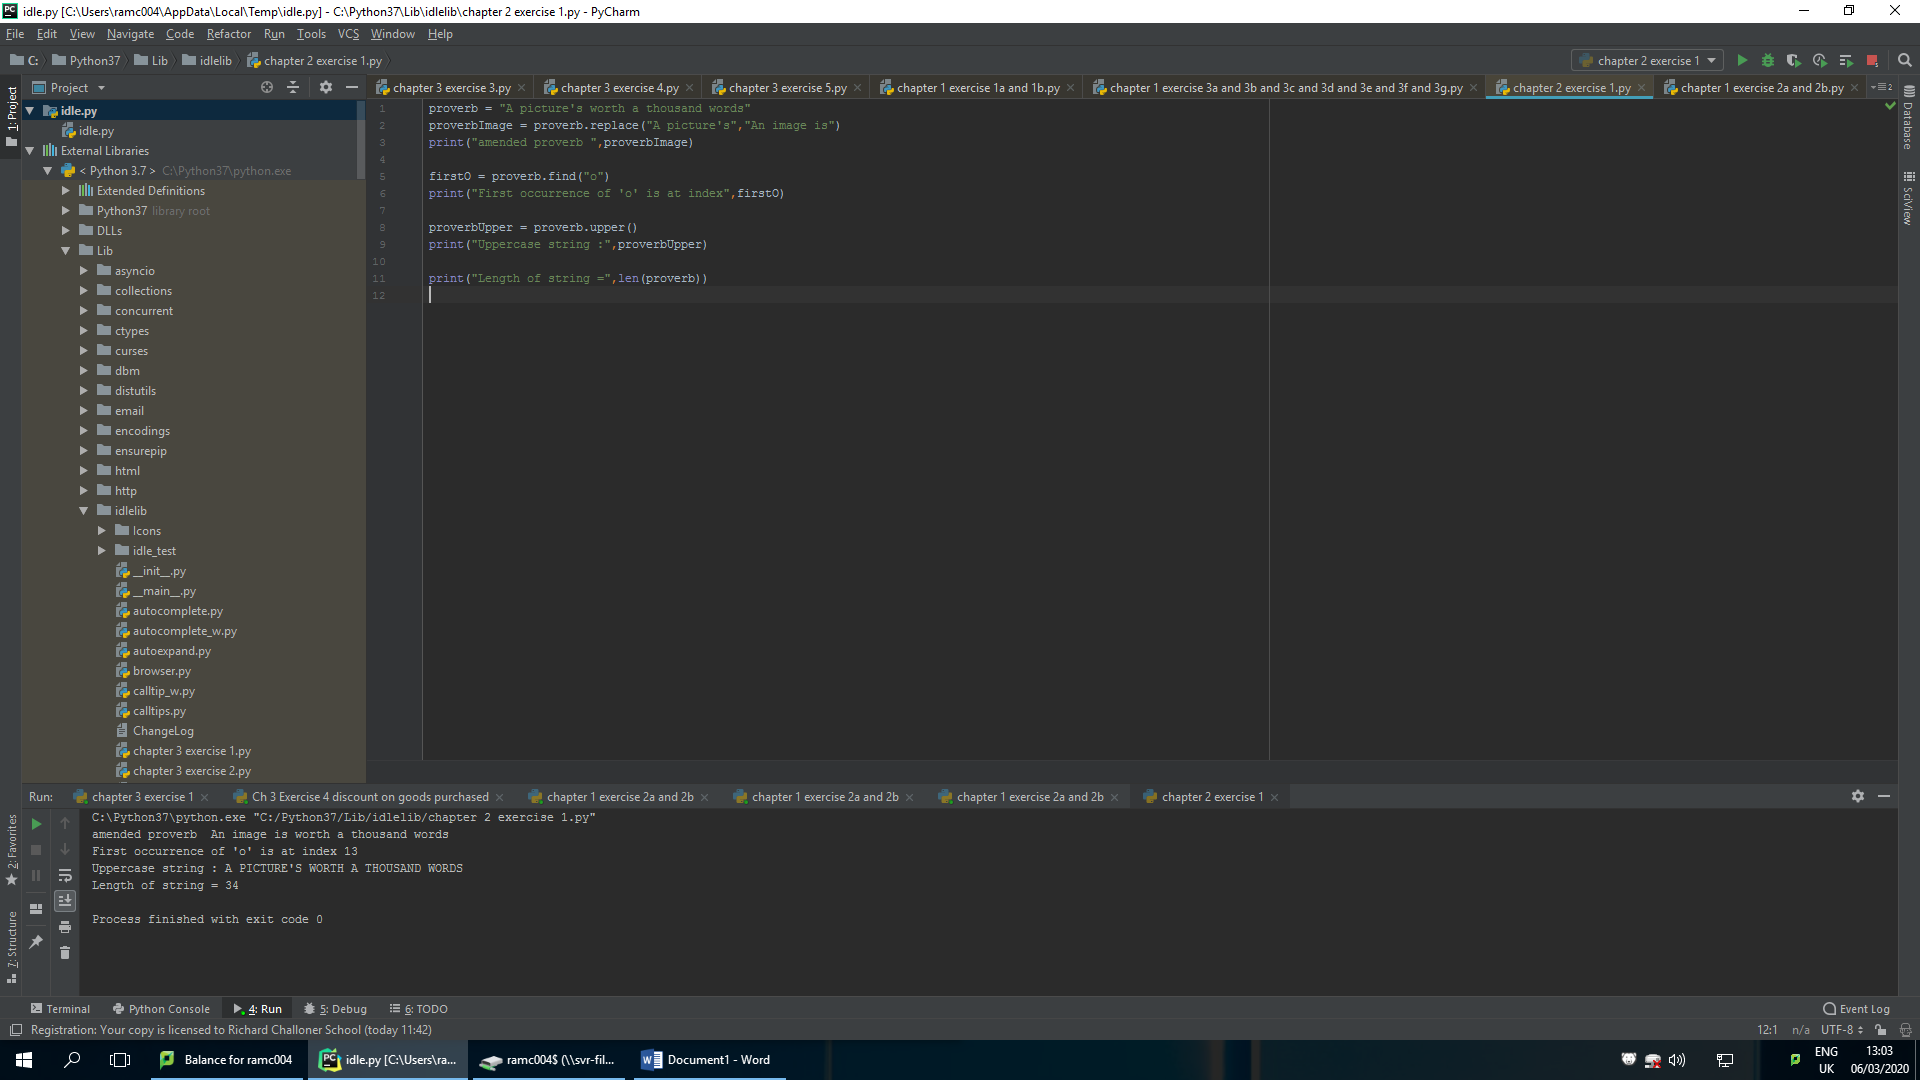 idle.py [C:\Users\ramc004\AppData\Local\Temp\idle.py] - C:\Python37\Lib\idlelib\chapter 2 exercise 1.py - PyCharm
File Edit View Navigate Code Refactor Run Tools VCS Window Help
C: Python37 Lib idlelib chapter 2 exercise 1.py
chapter 2 exercise 1
Project
chapter 3 exercise 3.py chapter 3 exercise 4.py chapter 3 exercise 5.py chapter 1 exercise 1a and 1b.py chapter 1 exercise 3a and 3b and 3c and 3d and 3e and 3f and 3g.py chapter 2 exercise 1.py chapter 1 exercise 2a and 2b.py
1: Project
idle.py
idle.py
External Libraries
< Python 3.7 > C:\Python37\python.exe
Extended Definitions
Python37 library root
DLLs
Lib
asyncio
collections
concurrent
ctypes
curses
dbm
distutils
email
encodings
ensurepip
html
http
idlelib
Icons
idle_test
__init__.py
__main__.py
autocomplete.py
autocomplete_w.py
autoexpand.py
browser.py
calltip_w.py
calltips.py
ChangeLog
chapter 3 exercise 1.py
chapter 3 exercise 2.py
1 proverb = "A picture's worth a thousand words"
2 proverbImage = proverb.replace("A picture's","An image is")
3 print("amended proverb ",proverbImage)
4
5 firstO = proverb.find("o")
6 print("First occurrence of 'o' is at index",firstO)
7
8 proverbUpper = proverb.upper()
9 print("Uppercase string :",proverbUpper)
10
11 print("Length of string =",len(proverb))
12
Database
SciView
Run: chapter 3 exercise 1 Ch 3 Exercise 4 discount on goods purchased chapter 1 exercise 2a and 2b chapter 1 exercise 2a and 2b chapter 1 exercise 2a and 2b chapter 2 exercise 1
C:\Python37\python.exe "C:/Python37/Lib/idlelib/chapter 2 exercise 1.py"
amended proverb  An image is worth a thousand words
First occurrence of 'o' is at index 13
Uppercase string : A PICTURE'S WORTH A THOUSAND WORDS
Length of string = 34
Process finished with exit code 0
2: Favorites
7: Structure
Terminal Python Console 4: Run 5: Debug 6: TODO Event Log
Registration: Your copy is licensed to Richard Challoner School (today 11:42) 12:1 n/a UTF-8
Balance for ramc004 idle.py [C:\Users\ra... ramc004$ (\\svr-fil... Document1 - Word
ENG 13:03
UK 06/03/2020